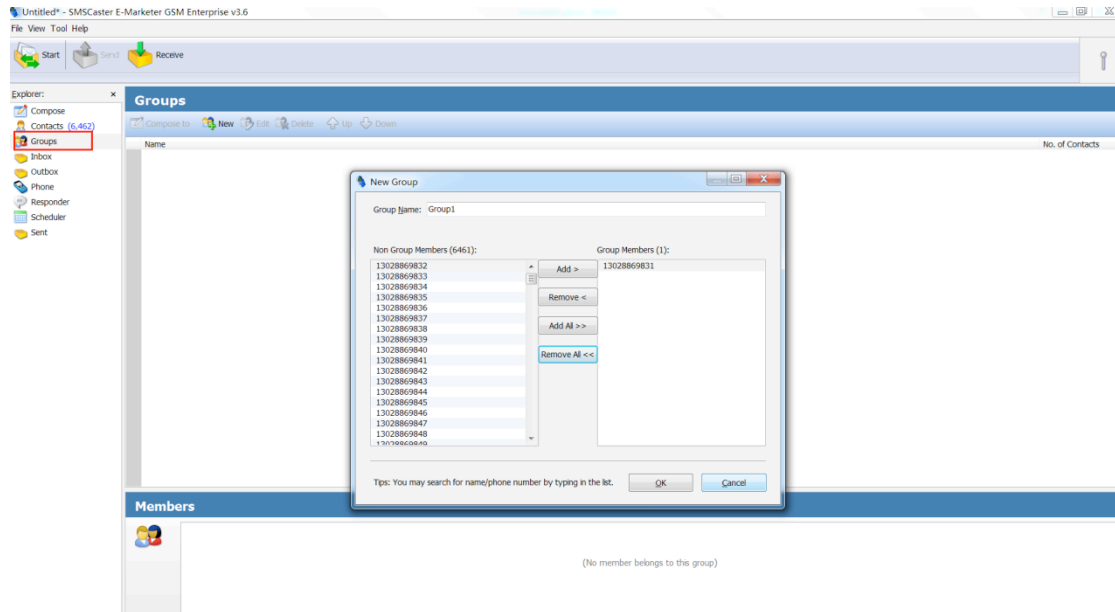 Untitled* - SMSCaster E-Marketer GSM Enterprise v3.6
File View Tool Help
Start Send Receive
Explorer: ×
Compose
Contacts (6,462)
Groups
Inbox
Outbox
Phone
Responder
Scheduler
Sent
Groups
Compose to New Edit Delete Up Down
Name No. of Contacts
New Group
Group Name: Group1
Non Group Members (6461): Group Members (1):
13028869832
13028869833
13028869834
13028869835
13028869836
13028869837
13028869838
13028869839
13028869840
13028869841
13028869842
13028869843
13028869844
13028869845
13028869846
13028869847
13028869848
13028869849
Add >
Remove <
Add All >>
Remove All <<
13028869831
Tips: You may search for name/phone number by typing in the list. OK Cancel
Members
(No member belongs to this group)